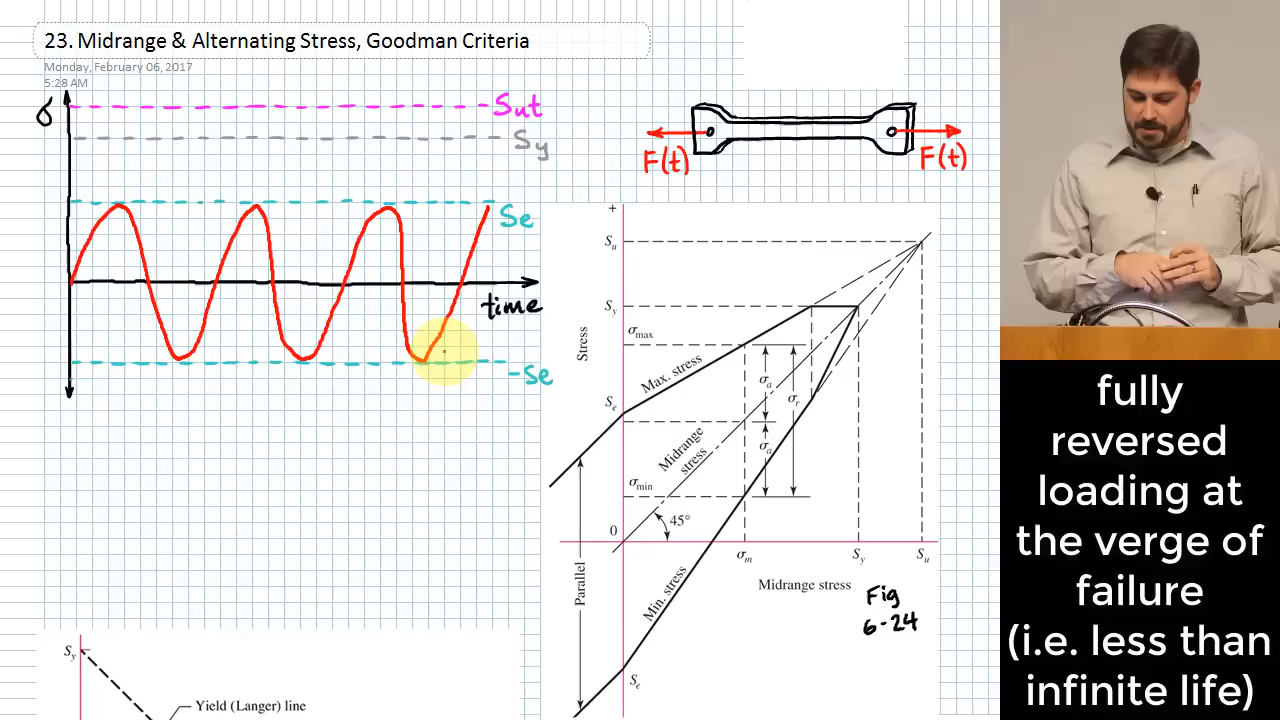 23. Midrange & Alternating Stress, Goodman Criteria
Monday, February 06, 2017
5:28 AM
σ
Sut
Sy
Se
time
-Se
F(t)
F(t)
+
Su
Sy
σmax
Stress
Max. stress
σa
σr
Se
Midrange
stress
σa
σmin
45°
0
σm
Sy
Su
Parallel
Min. stress
Midrange stress
Fig
6-24
Se
Sy
Yield (Langer) line
fully
reversed
loading at
the verge of
failure
(i.e. less than
infinite life)